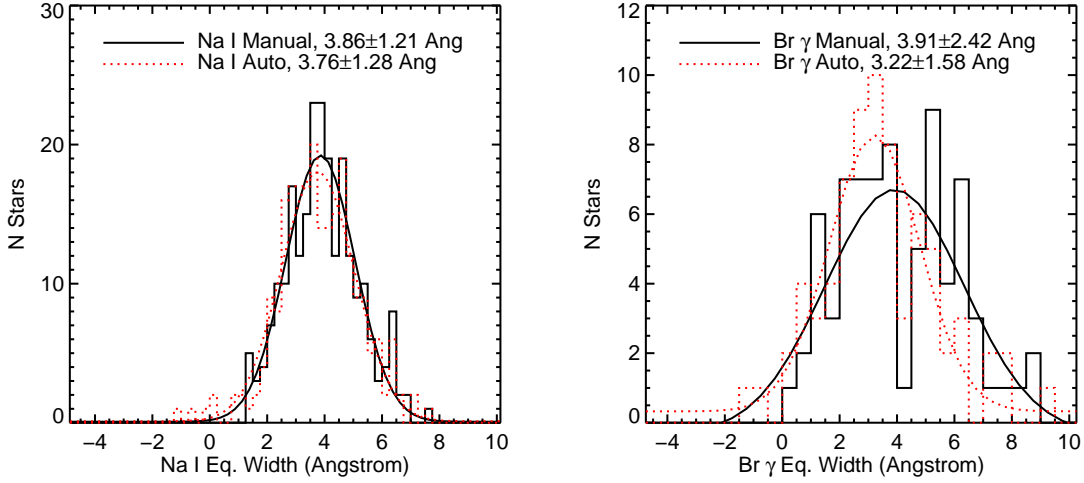 Na I Manual, 3.86±1.21 Ang
Na I Auto, 3.76±1.28 Ang
30
20
10
0
N Stars
−4 −2 0 2 4 6 8 10
Na I Eq. Width (Angstrom)
Br γ Manual, 3.91±2.42 Ang
Br γ Auto, 3.22±1.58 Ang
12
10
8
6
4
2
0
N Stars
−4 −2 0 2 4 6 8 10
Br γ Eq. Width (Angstrom)